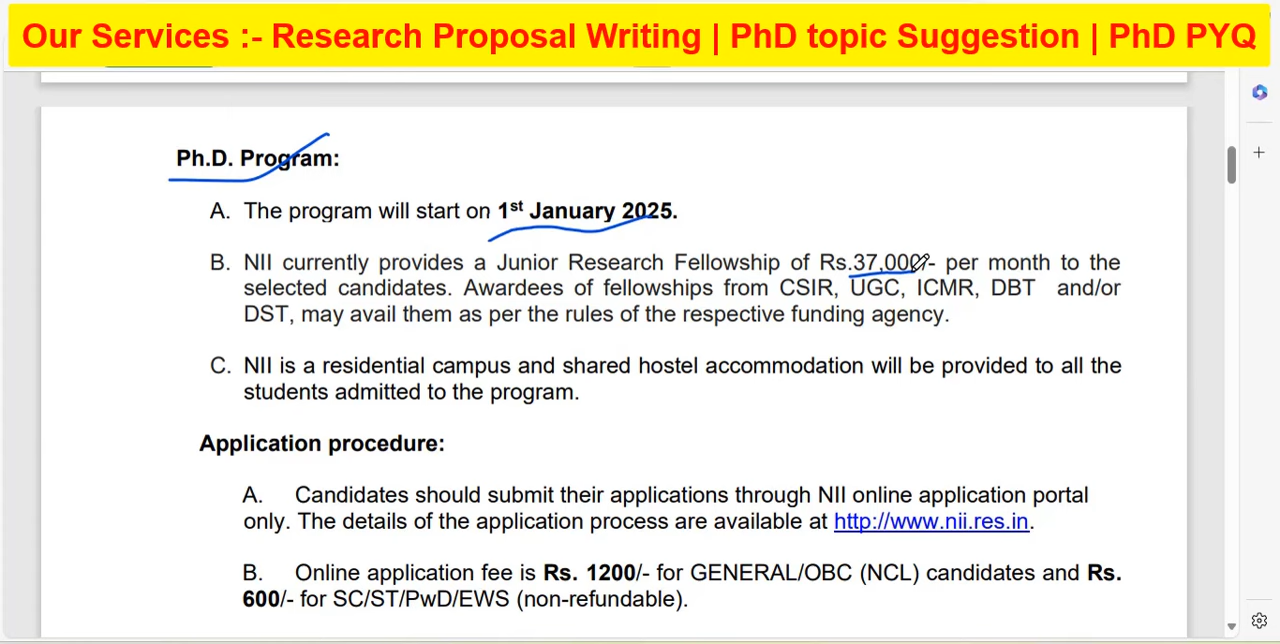 Our Services :- Research Proposal Writing | PhD topic Suggestion | PhD PYQ
Ph.D. Program:
A. The program will start on 1st January 2025.
B. NII currently provides a Junior Research Fellowship of Rs.37,000/- per month to the
selected candidates. Awardees of fellowships from CSIR, UGC, ICMR, DBT and/or
DST, may avail them as per the rules of the respective funding agency.
C. NII is a residential campus and shared hostel accommodation will be provided to all the
students admitted to the program.
Application procedure:
A. Candidates should submit their applications through NII online application portal
only. The details of the application process are available at http://www.nii.res.in.
B. Online application fee is Rs. 1200/- for GENERAL/OBC (NCL) candidates and Rs.
600/- for SC/ST/PwD/EWS (non-refundable).